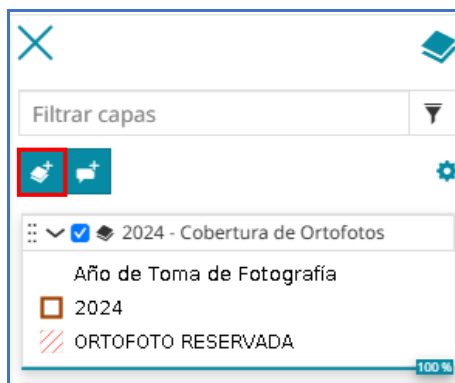 Filtrar capas
2024 - Cobertura de Ortofotos
Año de Toma de Fotografía
2024
ORTOFOTO RESERVADA
100 %